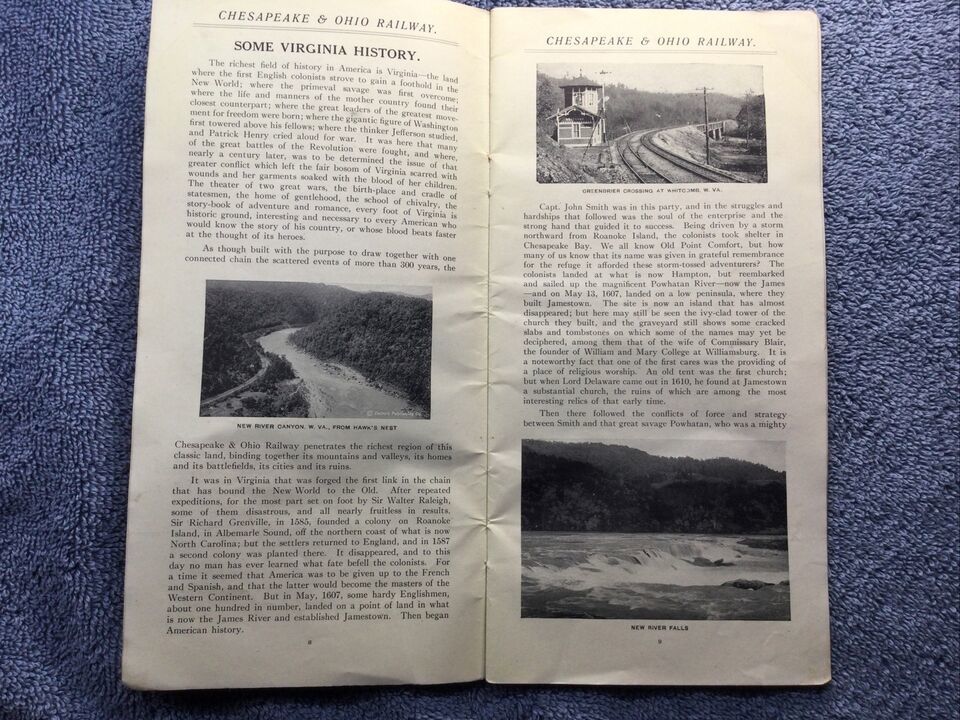 CHESAPEAKE & OHIO RAILWAY.
SOME VIRGINIA HISTORY.
The richest field of history in America is Virginia—the land
where the first English colonists strove to gain a foothold in the
New World; where the primeval savage was first overcome;
where the life and manners of the mother country found their
closest counterpart; where the great leaders of the greatest move-
ment for freedom were born; where the gigantic figure of Washington
first towered above his fellows; where the thinker Jefferson studied,
and Patrick Henry cried aloud for war. It was here that many
of the great battles of the Revolution were fought, and where,
nearly a century later, was to be determined the issue of that
greater conflict which left the fair bosom of Virginia scarred with
wounds and her garments soaked with the blood of her children.
The theater of two great wars, the birth-place and cradle of
statesmen, the home of gentlehood, the school of chivalry, the
story-book of adventure and romance, every foot of Virginia is
historic ground, interesting and necessary to every American who
would know the story of his country, or whose blood beats faster
at the thought of its heroes.
As though built with the purpose to draw together with one
connected chain the scattered events of more than 300 years, the
© Detroit Publishing Co.
NEW RIVER CANYON, W. VA., FROM HAWK'S NEST
Chesapeake & Ohio Railway penetrates the richest region of this
classic land, binding together its mountains and valleys, its homes
and its battlefields, its cities and its ruins.
It was in Virginia that was forged the first link in the chain
that has bound the New World to the Old. After repeated
expeditions, for the most part set on foot by Sir Walter Raleigh,
some of them disastrous, and all nearly fruitless in results.
Sir Richard Grenville, in 1585, founded a colony on Roanoke
Island, in Albemarle Sound, off the northern coast of what is now
North Carolina; but the settlers returned to England, and in 1587
a second colony was planted there. It disappeared, and to this
day no man has ever learned what fate befell the colonists. For
a time it seemed that America was to be given up to the French
and Spanish, and that the latter would become the masters of the
Western Continent. But in May, 1607, some hardy Englishmen,
about one hundred in number, landed on a point of land in what
is now the James River and established Jamestown. Then began
American history.
8
CHESAPEAKE & OHIO RAILWAY.
GREENBRIER CROSSING AT WHITCOMB, W. VA.
Capt. John Smith was in this party, and in the struggles and
hardships that followed was the soul of the enterprise and the
strong hand that guided it to success. Being driven by a storm
northward from Roanoke Island, the colonists took shelter in
Chesapeake Bay. We all know Old Point Comfort, but how
many of us know that its name was given in grateful remembrance
for the refuge it afforded these storm-tossed adventurers? The
colonists landed at what is now Hampton, but reembarked
and sailed up the magnificent Powhatan River—now the James
—and on May 13, 1607, landed on a low peninsula, where they
built Jamestown. The site is now an island that has almost
disappeared; but here may still be seen the ivy-clad tower of the
church they built, and the graveyard still shows some cracked
slabs and tombstones on which some of the names may yet be
deciphered, among them that of the wife of Commissary Blair,
the founder of William and Mary College at Williamsburg. It is
a noteworthy fact that one of the first cares was the providing of
a place of religious worship. An old tent was the first church;
but when Lord Delaware came out in 1610, he found at Jamestown
a substantial church, the ruins of which are among the most
interesting relics of that early time.
Then there followed the conflicts of force and strategy
between Smith and that great savage Powhatan, who was a mighty
NEW RIVER FALLS
9